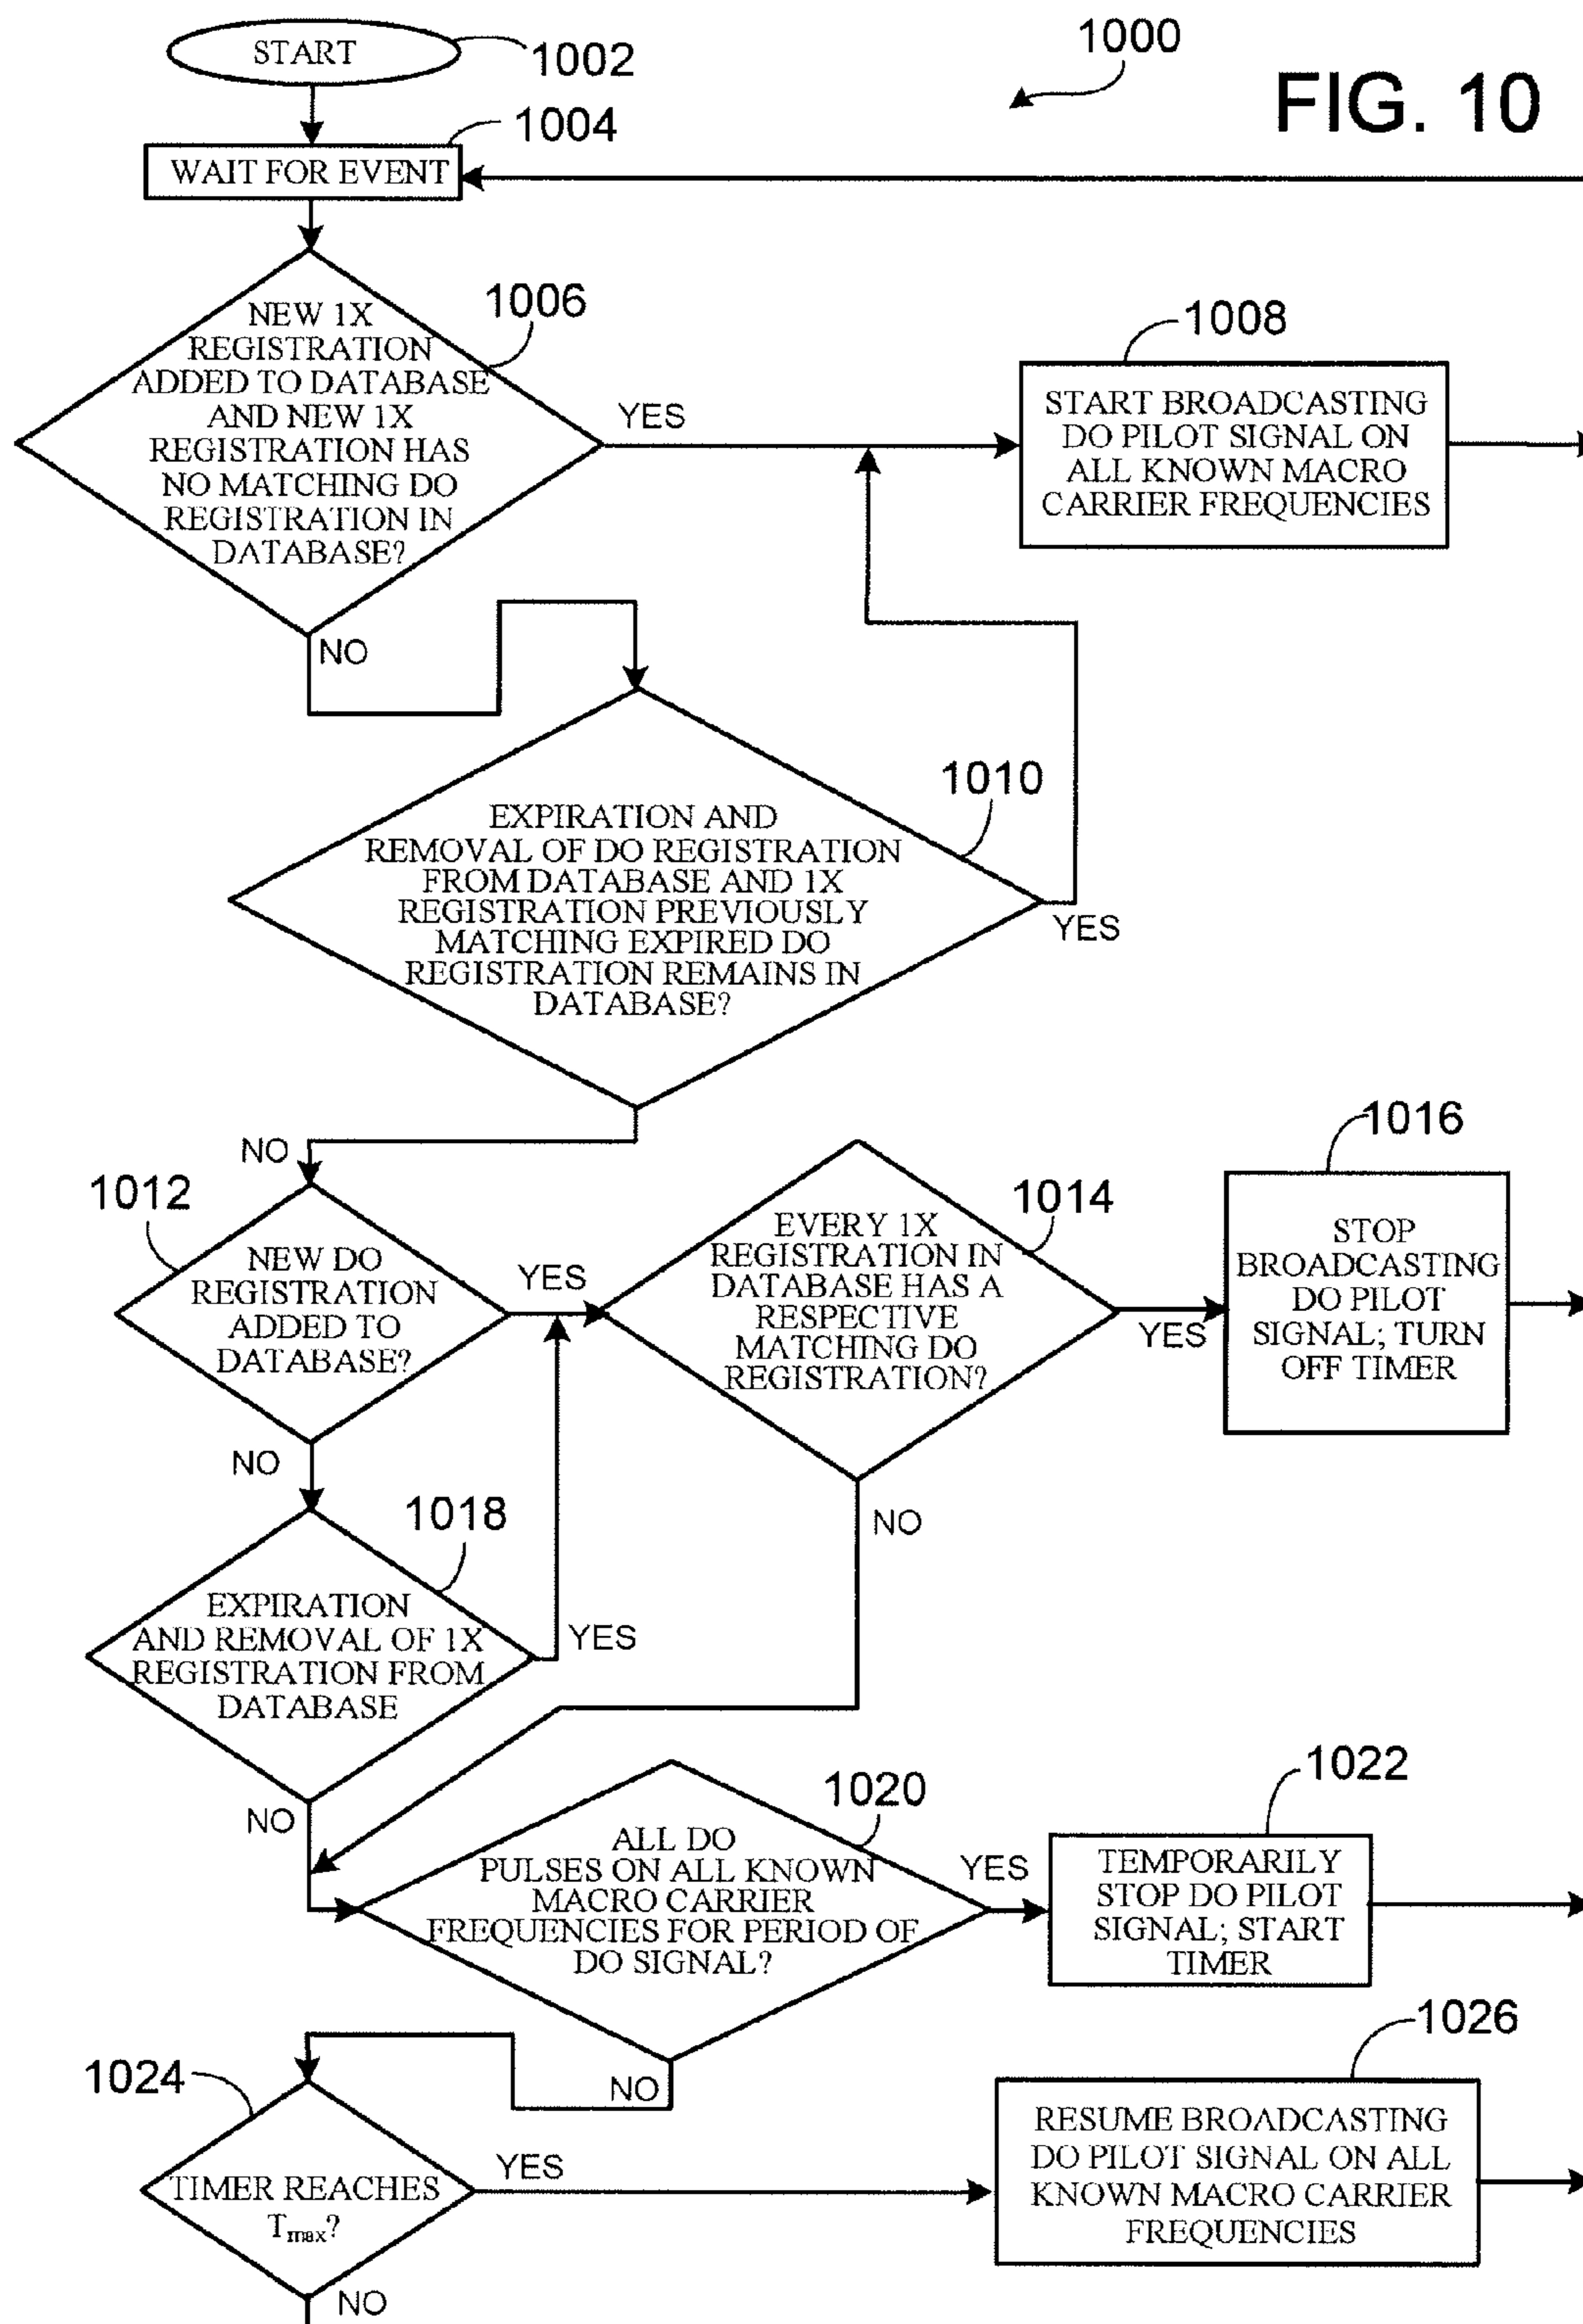 START
1002
1000
FIG. 10
1004
WAIT FOR EVENT
1006
NEW 1X
REGISTRATION
ADDED TO DATABASE
AND NEW 1X
REGISTRATION HAS
NO MATCHING DO
REGISTRATION IN
DATABASE?
YES
NO
1008
START BROADCASTING
DO PILOT SIGNAL ON
ALL KNOWN MACRO
CARRIER FREQUENCIES
1010
EXPIRATION AND
REMOVAL OF DO REGISTRATION
FROM DATABASE AND 1X
REGISTRATION PREVIOUSLY
MATCHING EXPIRED DO
REGISTRATION REMAINS IN
DATABASE?
YES
NO
1012
NEW DO
REGISTRATION
ADDED TO
DATABASE?
YES
NO
1014
EVERY 1X
REGISTRATION IN
DATABASE HAS A
RESPECTIVE
MATCHING DO
REGISTRATION?
YES
NO
1016
STOP
BROADCASTING
DO PILOT
SIGNAL; TURN
OFF TIMER
1018
EXPIRATION
AND REMOVAL OF 1X
REGISTRATION FROM
DATABASE
YES
NO
1020
ALL DO
PULSES ON ALL KNOWN
MACRO CARRIER
FREQUENCIES FOR PERIOD OF
DO SIGNAL?
YES
NO
1022
TEMPORARILY
STOP DO PILOT
SIGNAL; START
TIMER
1024
TIMER REACHES
Tmax?
YES
NO
1026
RESUME BROADCASTING
DO PILOT SIGNAL ON ALL
KNOWN MACRO CARRIER
FREQUENCIES